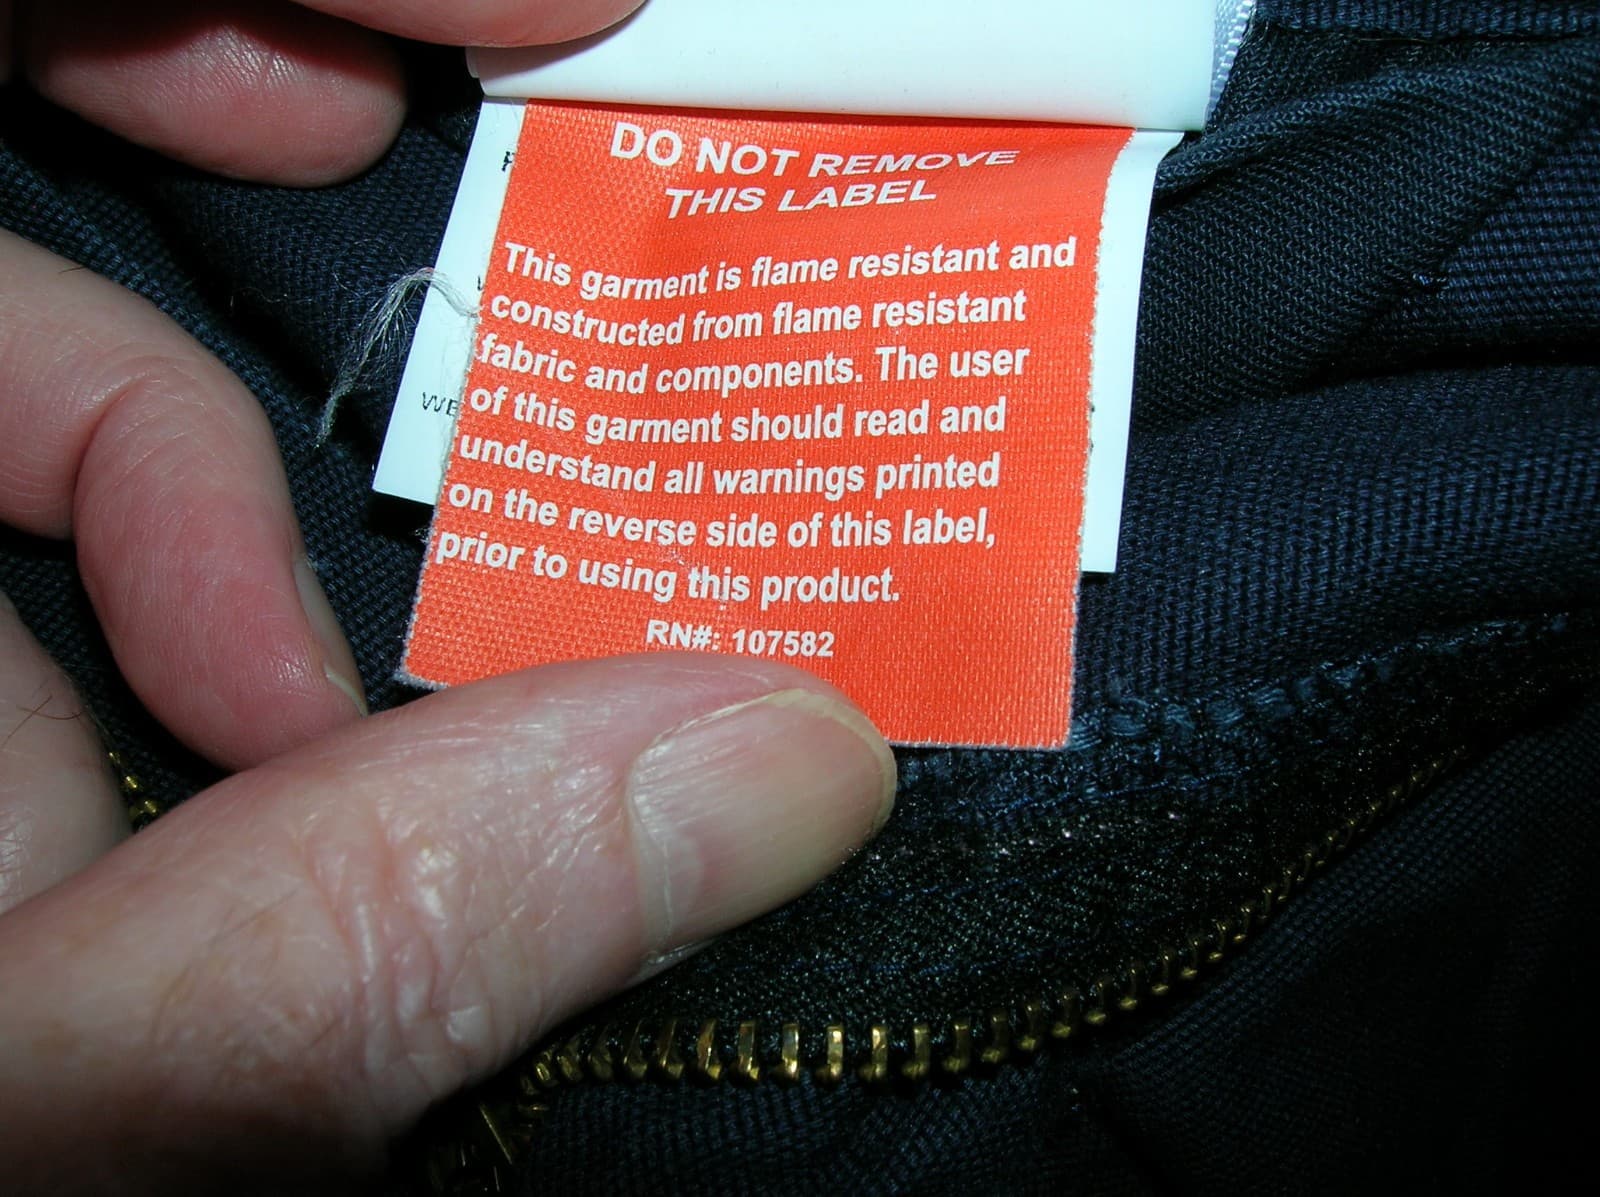 DO NOT REMOVE
THIS LABEL
This garment is flame resistant and
constructed from flame resistant
fabric and components. The user
of this garment should read and
understand all warnings printed
on the reverse side of this label,
prior to using this product.
RN#: 107582